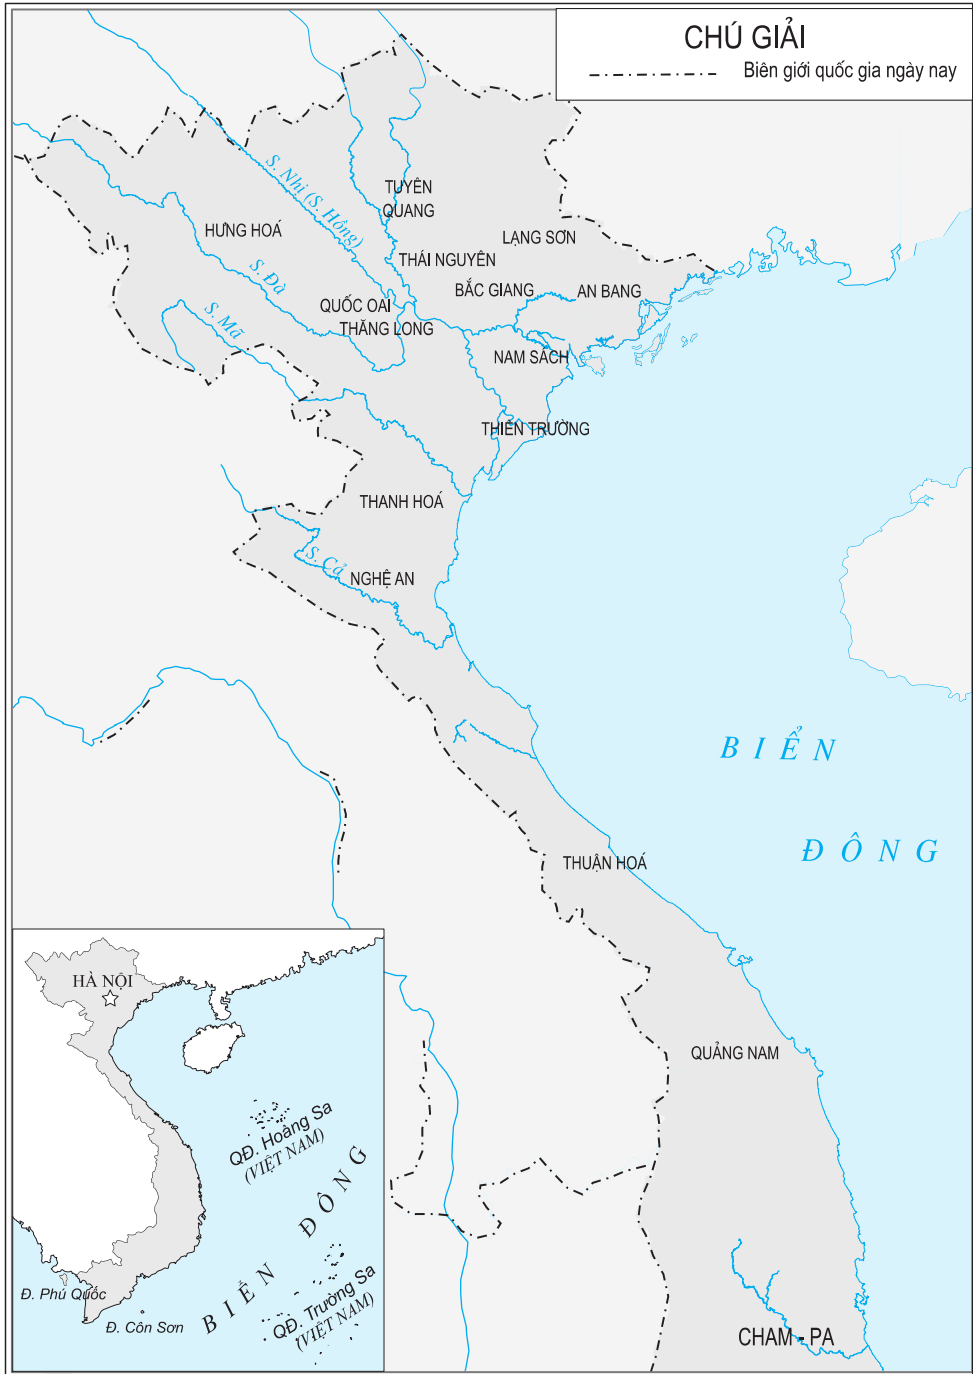 CHÚ GIẢI
Biên giới quốc gia ngày nay
S. Nhị (S. Hồng)
TUYÊN
QUANG
HƯNG HOÁ
LẠNG SƠN
THÁI NGUYÊN
S. Đà
BẮC GIANG
AN BANG
QUỐC OAI
S. Mã
THĂNG LONG
NAM SÁCH
THIÊN TRƯỜNG
THANH HOÁ
S. Cả
NGHỆ AN
BIỂN
ĐÔNG
THUẬN HOÁ
QUẢNG NAM
CHAM - PA
HÀ NỘI
QĐ. Hoàng Sa
(VIỆT NAM)
BIỂN ĐÔNG
QĐ. Trường Sa
(VIỆT NAM)
Đ. Phú Quốc
Đ. Côn Sơn